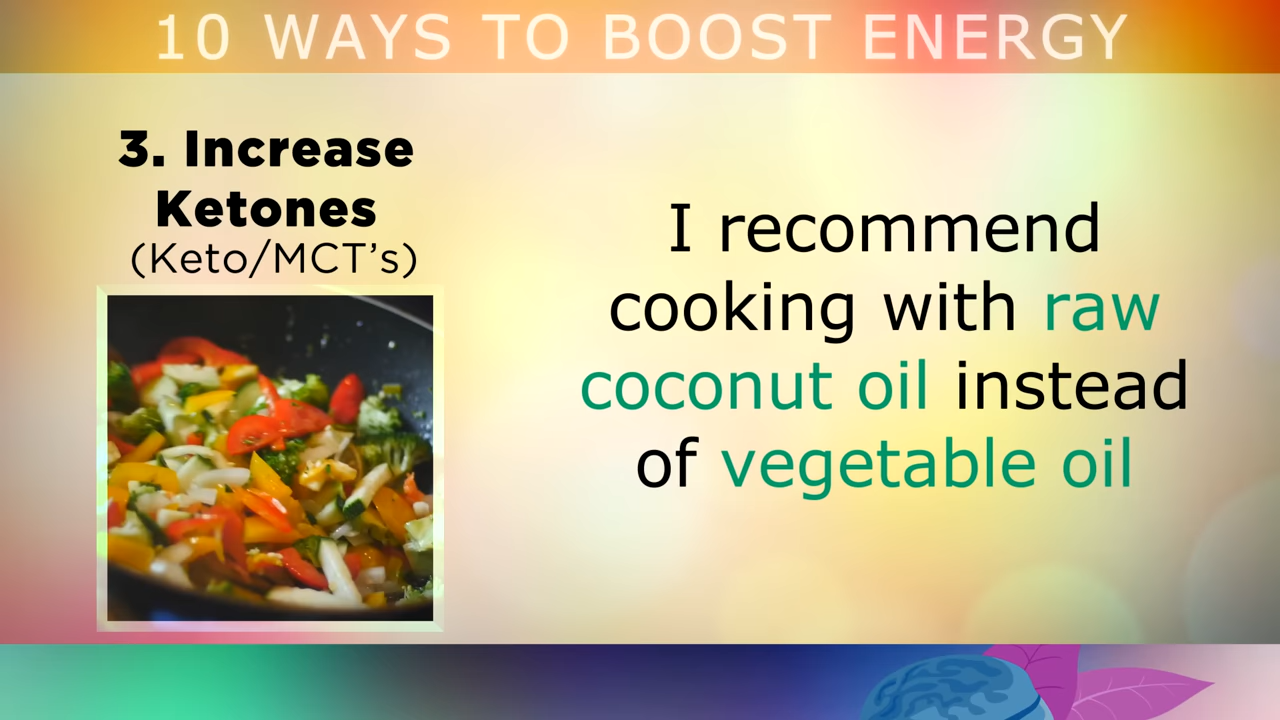 10 WAYS TO BOOST ENERGY
3. Increase
Ketones
(Keto/MCT’s)
I recommend
cooking with raw
coconut oil instead
of vegetable oil